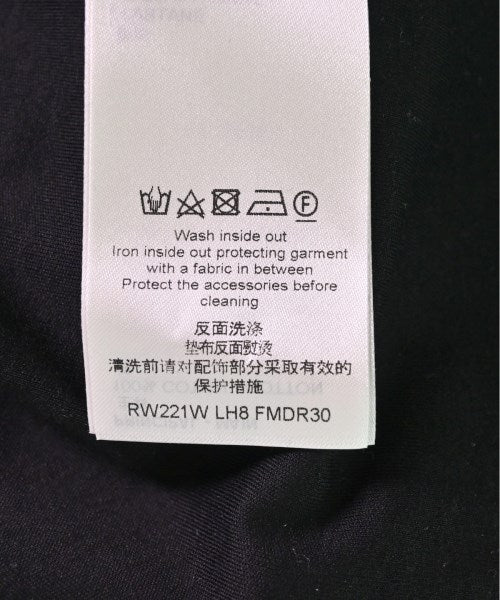 Wash inside out
Iron inside out protecting garment
with a fabric in between
Protect the accessories before
cleaning
反面洗涤
垫布反面熨烫
清洗前请对配饰部分采取有效的
保护措施
RW221W LH8 FMDR30